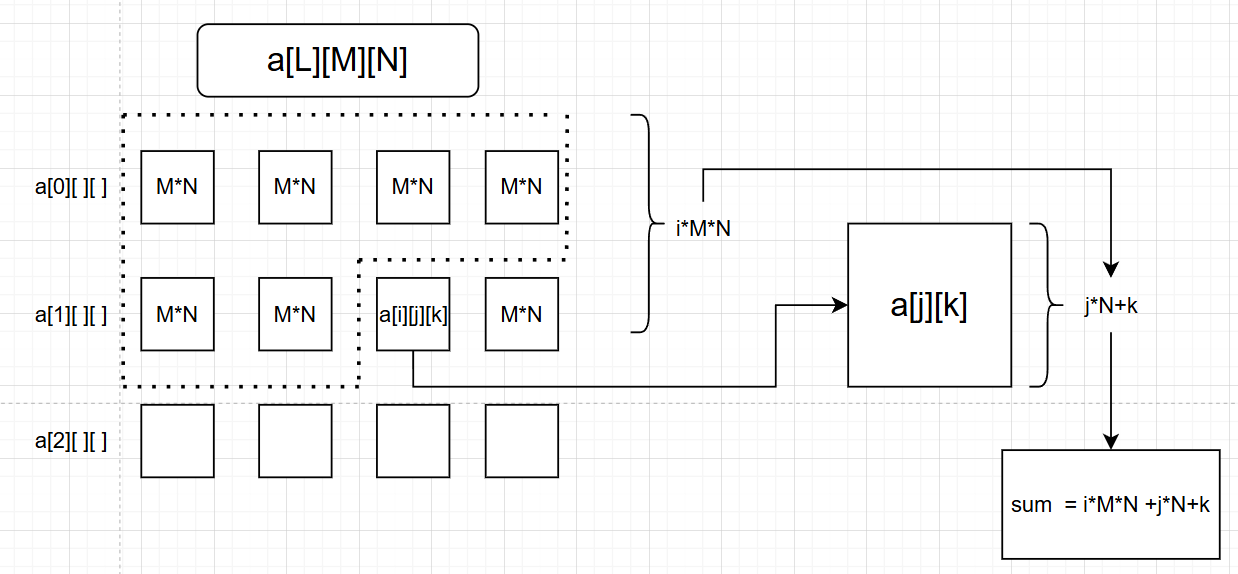 a[L][M][N]
a[0][ ][ ]
M*N
M*N
M*N
M*N
i*M*N
a[1][ ][ ]
M*N
M*N
a[i][j][k]
M*N
a[j][k]
j*N+k
a[2][ ][ ]
sum  = i*M*N +j*N+k